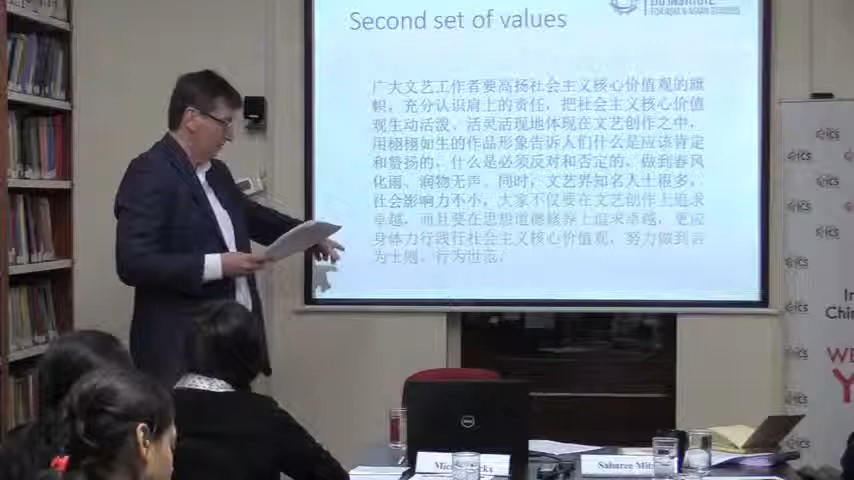 Second set of values
FOR EAST & ASIAN STUDIES
广大文艺工作者要高扬社会主义核心价值观的旗
帜，充分认识肩上的责任，把社会主义核心价值
观生动活泼、活灵活现地体现在文艺创作之中，
用栩栩如生的作品形象告诉人们什么是应该肯定
和赞扬的，什么是必须反对和否定的，做到春风
化雨、润物无声。同时，文艺界知名人士很多，
社会影响力不小，大家不仅要在文艺创作上追求
卓越，而且要在思想道德修养上追求卓越，更应
身体力行践行社会主义核心价值观，努力做到言
为士则、行为世范。
ICS
ICS
In
Chin
WE
Y
DELL